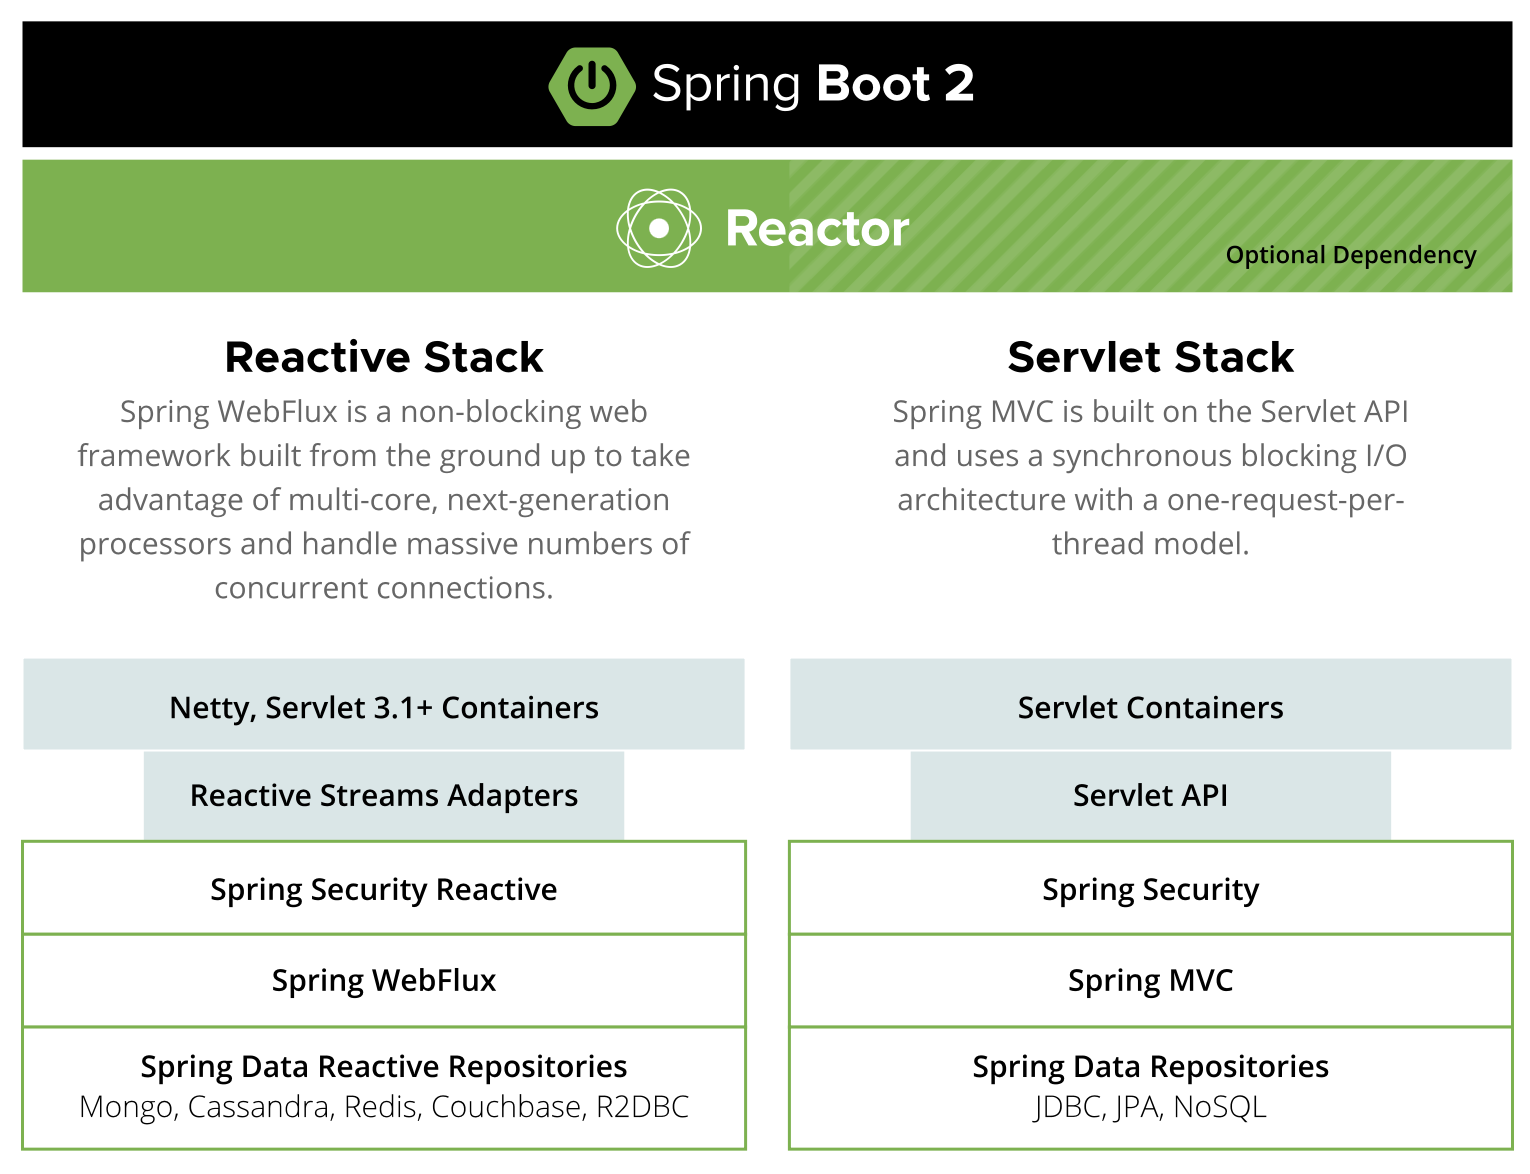 Spring Boot 2
Reactor
Optional Dependency
Reactive Stack
Spring WebFlux is a non-blocking web
framework built from the ground up to take
advantage of multi-core, next-generation
processors and handle massive numbers of
concurrent connections.
Netty, Servlet 3.1+ Containers
Reactive Streams Adapters
Spring Security Reactive
Spring WebFlux
Spring Data Reactive Repositories
Mongo, Cassandra, Redis, Couchbase, R2DBC
Servlet Stack
Spring MVC is built on the Servlet API
and uses a synchronous blocking I/O
architecture with a one-request-per-
thread model.
Servlet Containers
Servlet API
Spring Security
Spring MVC
Spring Data Repositories
JDBC, JPA, NoSQL